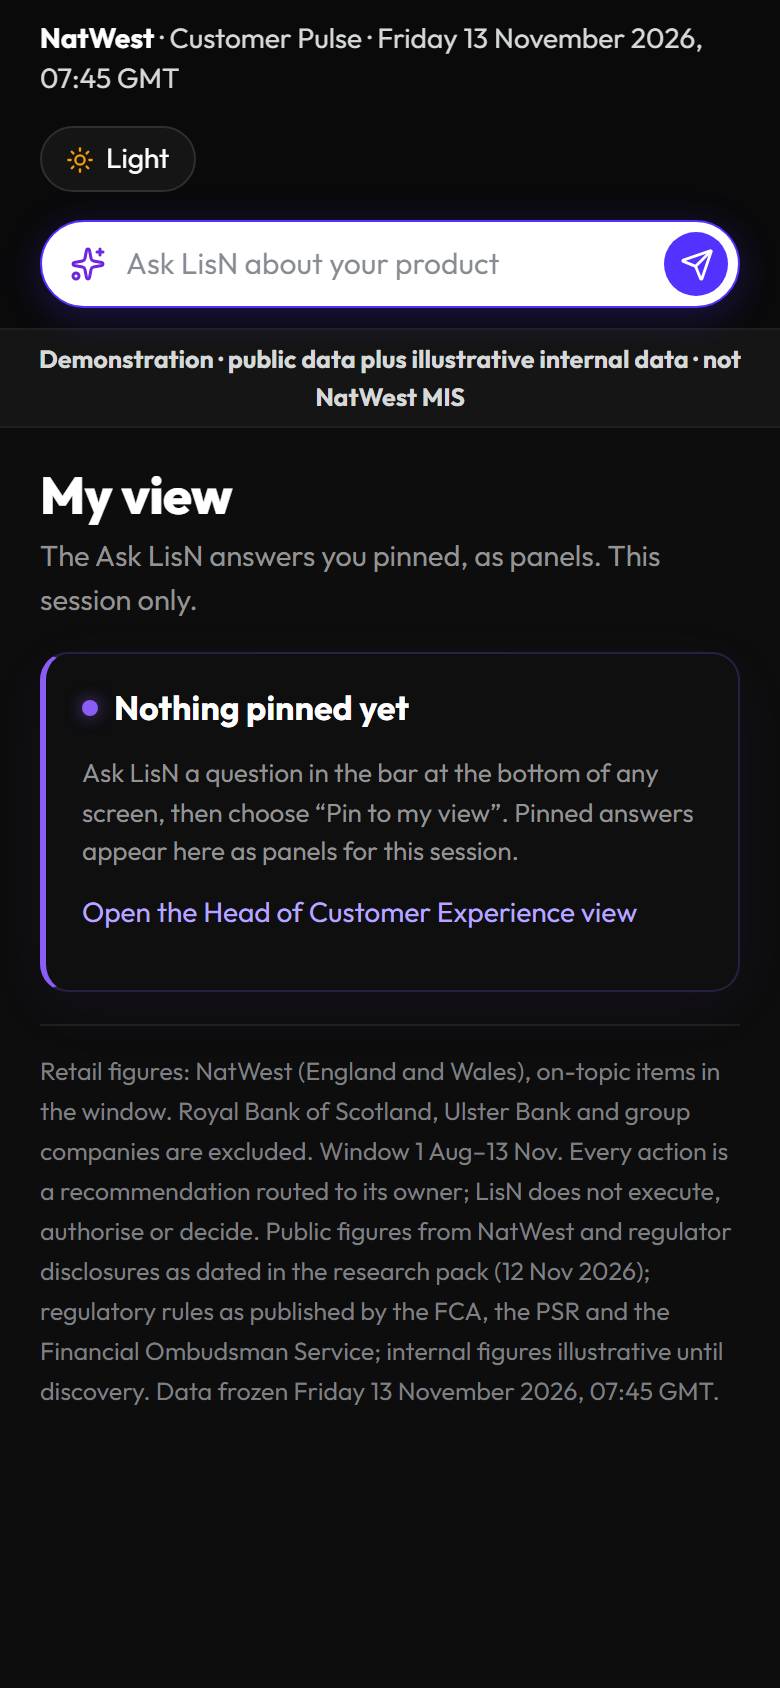 NatWest · Customer Pulse · Friday 13 November 2026,
07:45 GMT
Light
Ask LisN about your product
Demonstration · public data plus illustrative internal data · not
NatWest MIS
My view
The Ask LisN answers you pinned, as panels. This
session only.
Nothing pinned yet
Ask LisN a question in the bar at the bottom of any
screen, then choose “Pin to my view”. Pinned answers
appear here as panels for this session.
Open the Head of Customer Experience view
Retail figures: NatWest (England and Wales), on-topic items in
the window. Royal Bank of Scotland, Ulster Bank and group
companies are excluded. Window 1 Aug–13 Nov. Every action is
a recommendation routed to its owner; LisN does not execute,
authorise or decide. Public figures from NatWest and regulator
disclosures as dated in the research pack (12 Nov 2026);
regulatory rules as published by the FCA, the PSR and the
Financial Ombudsman Service; internal figures illustrative until
discovery. Data frozen Friday 13 November 2026, 07:45 GMT.